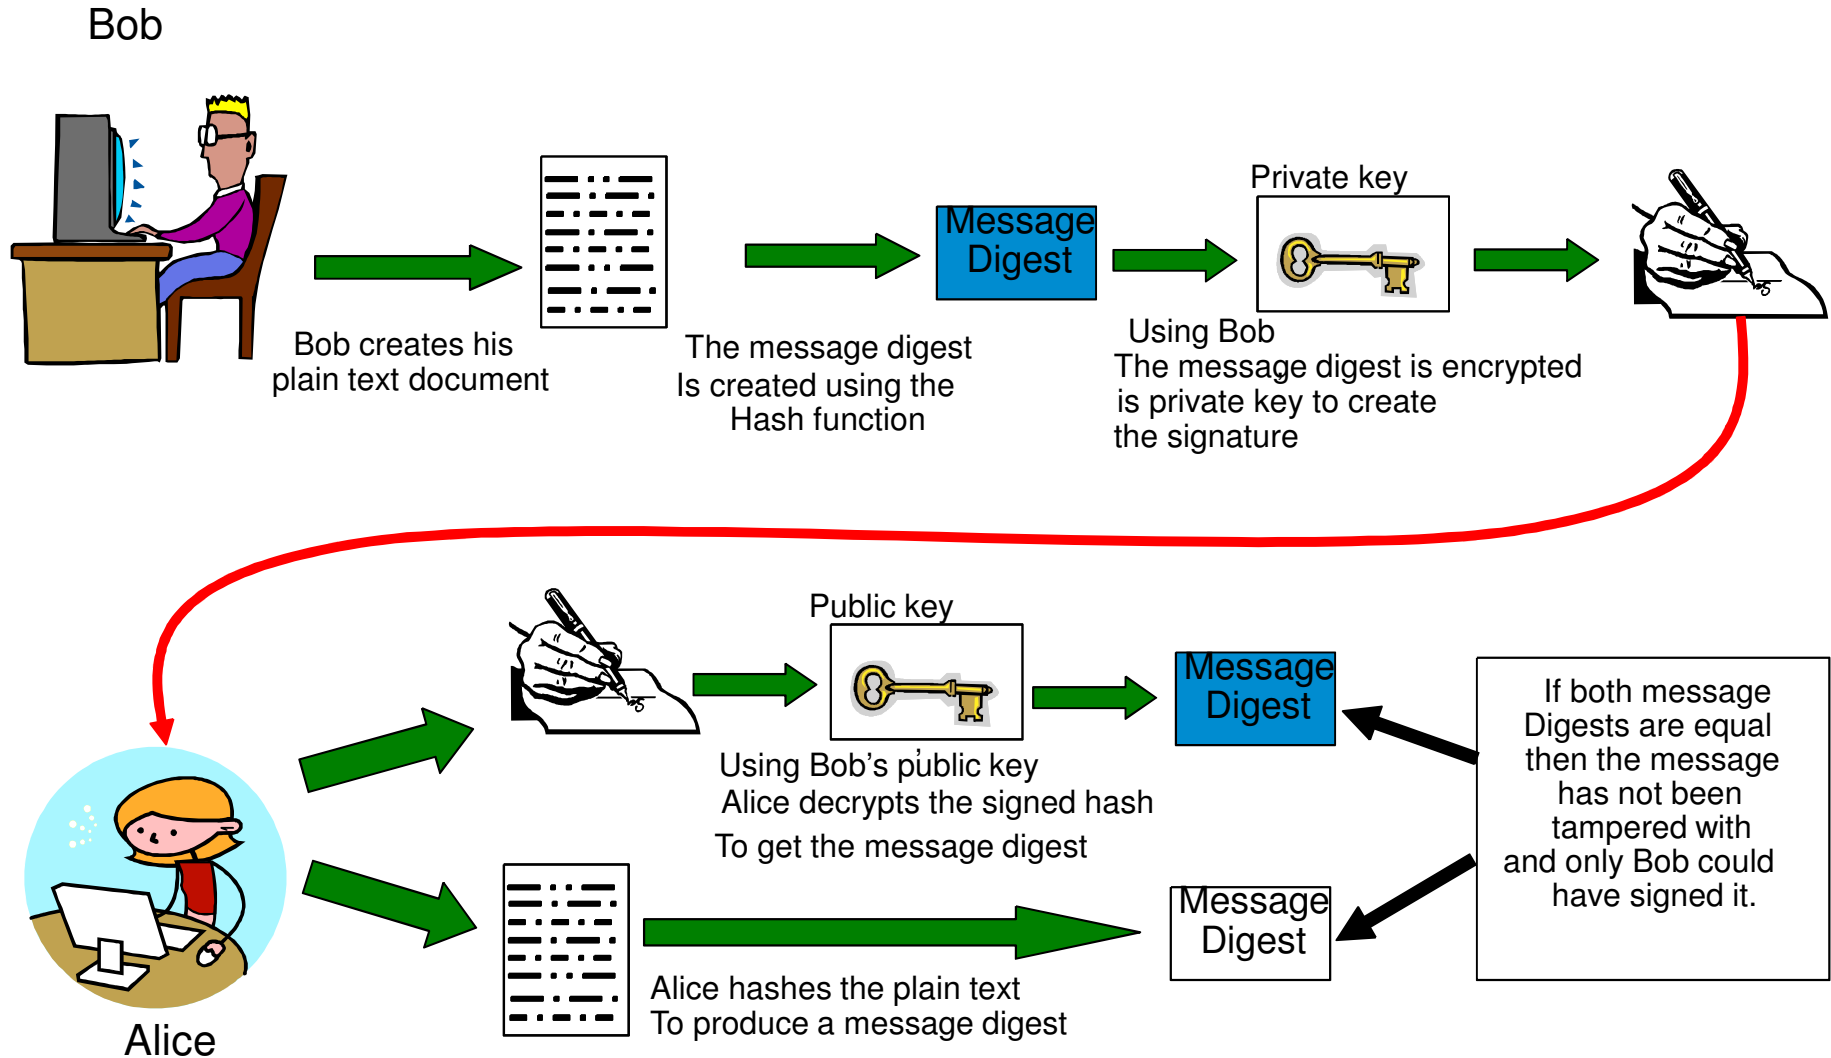 Bob
Bob creates his
plain text document
The message digest
Is created using the
Hash function
Message
Digest
Private key
Using Bob
The message digest is encrypted
is private key to create
the signature
’
Public key
Using Bob’s public key
Alice decrypts the signed hash
To get the message digest
’
Message
Digest
If both message
Digests are equal
then the message
has not been
tampered with
and only Bob could
have signed it.
Alice hashes the plain text
To produce a message digest
Message
Digest
Alice